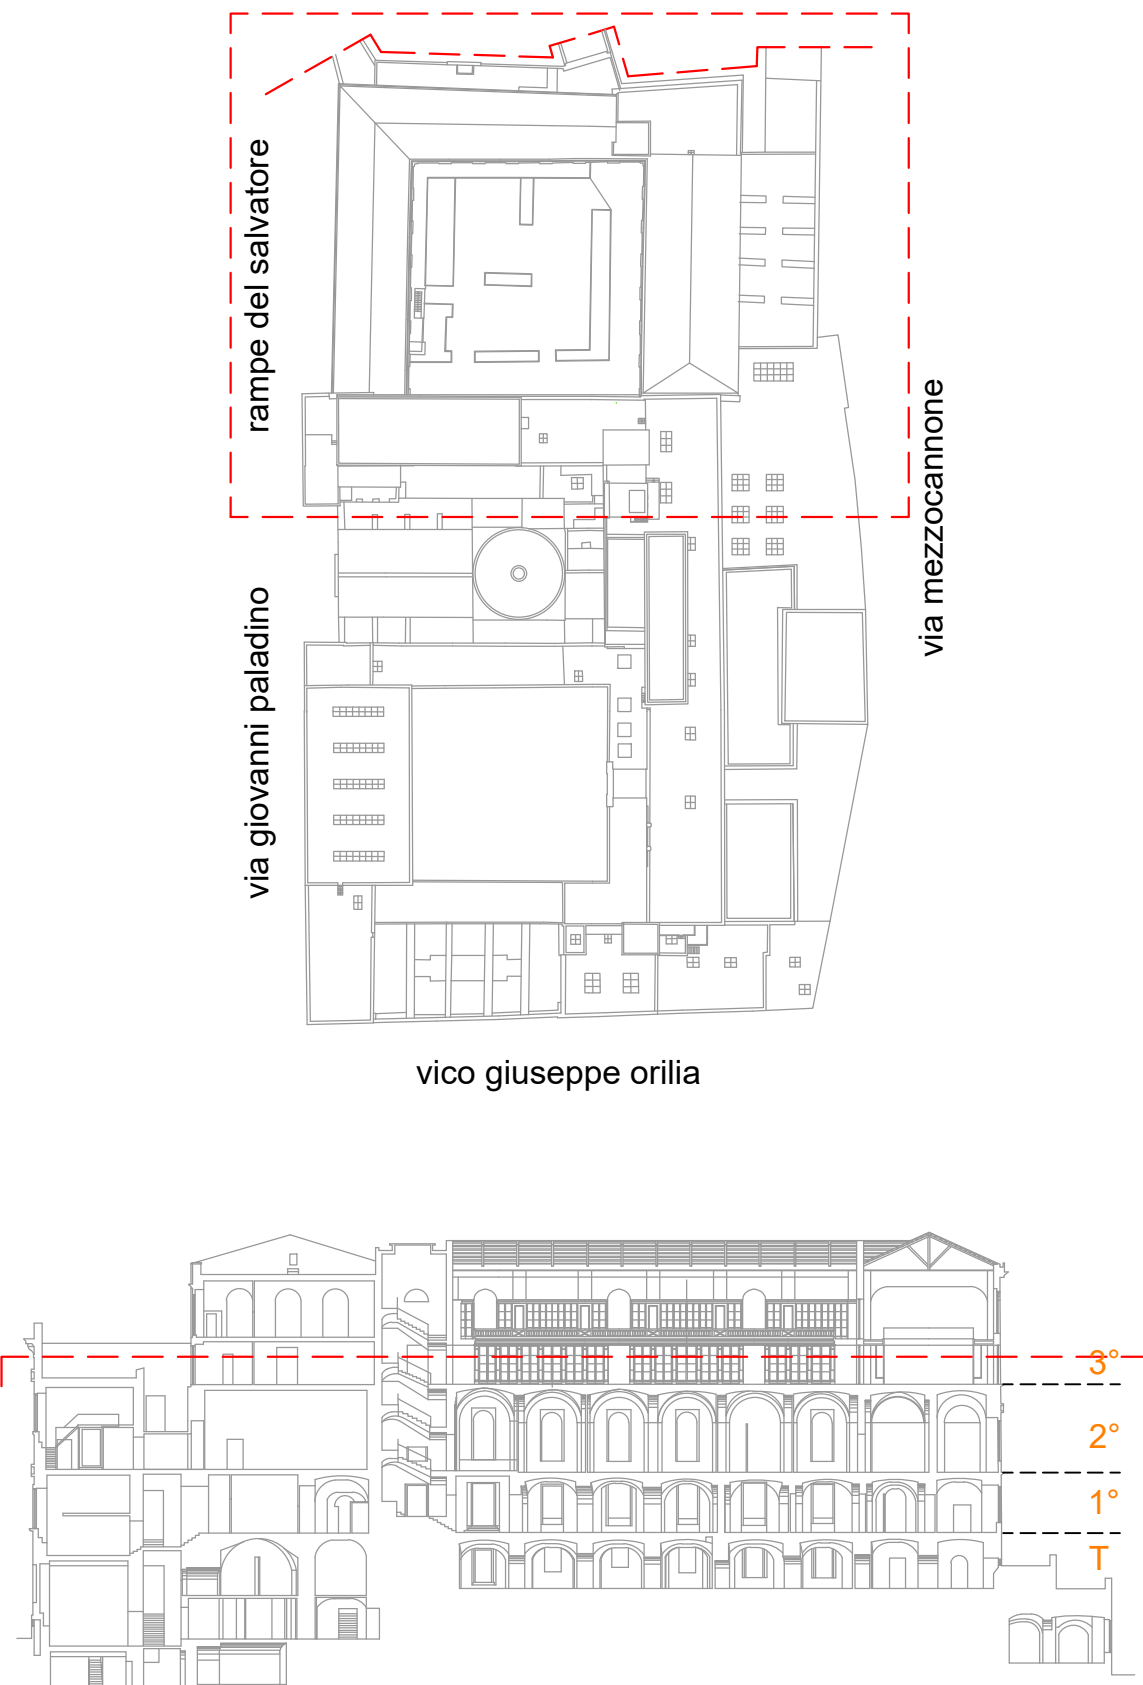 rampe del salvatore
via mezzocannone
via giovanni paladino
vico giuseppe orilia
3°
2°
1°
T